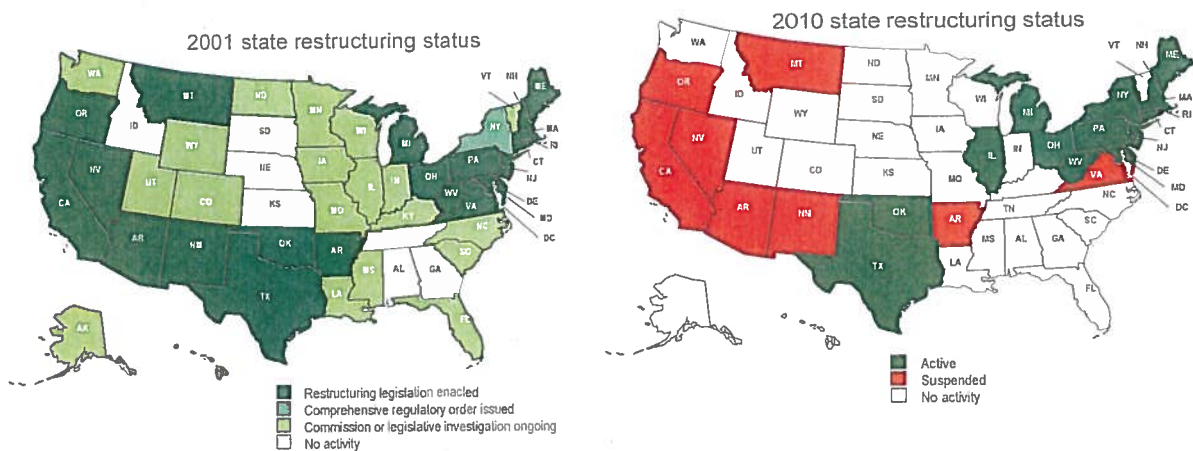 2001 state restructuring status
WA
OR
CA
NV
ID
MT
WY
UT
CO
AR
NM
ND
SD
NE
KS
OK
TX
MN
IA
MO
AR
LA
WI
IL
IN
MI
OH
KY
MS
AL
GA
FL
SC
NC
VA
WV
PA
NY
VT
NH
ME
MA
RI
CT
NJ
DE
MD
DC
AK
Restructuring legislation enacted
Comprehensive regulatory order issued
Commission or legislative investigation ongoing
No activity
2010 state restructuring status
WA
OR
CA
NV
ID
MT
WY
UT
CO
AR
NM
ND
SD
NE
KS
OK
TX
MN
IA
MO
AR
LA
WI
IL
IN
MI
OH
TN
MS
AL
GA
FL
SC
NC
VA
WV
PA
NY
VT
NH
ME
MA
RI
CT
NJ
DE
MD
DC
Active
Suspended
No activity